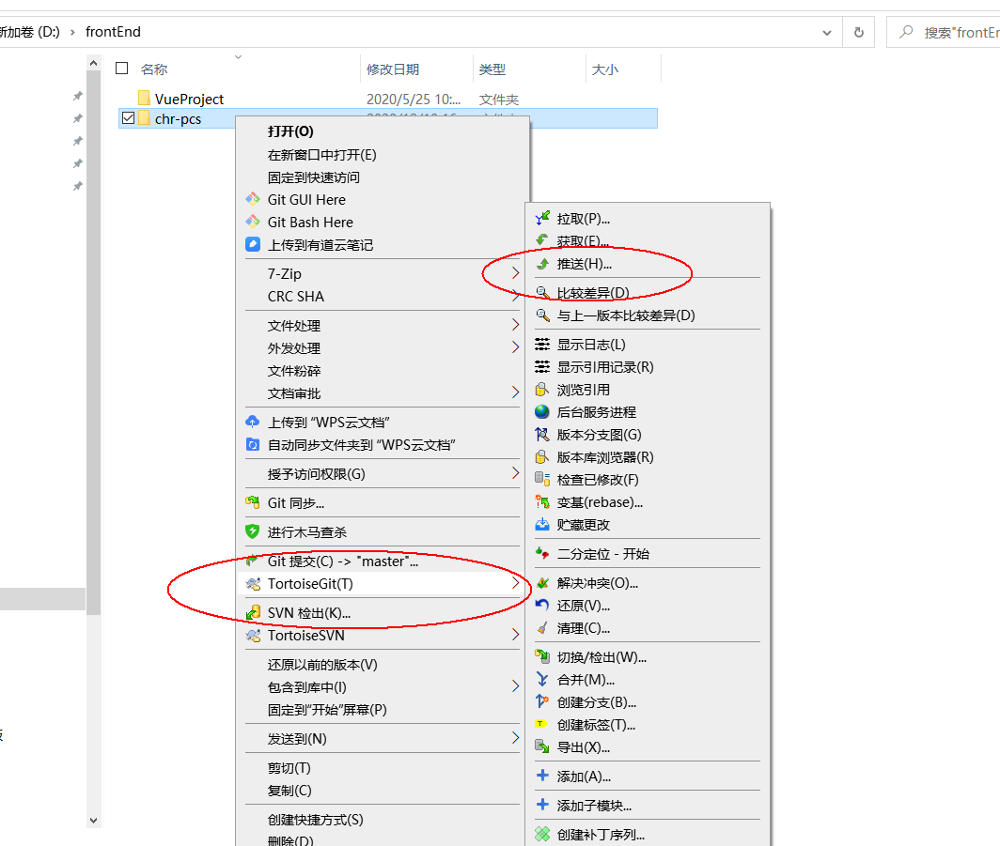 新加卷 (D:) › frontEnd
搜索"frontEn
名称 修改日期 类型 大小
VueProject 2020/5/25 10:... 文件夹
chr-pcs
打开(O)
在新窗口中打开(E)
固定到快速访问
Git GUI Here
Git Bash Here
上传到有道云笔记
7-Zip
CRC SHA
文件处理
外发处理
文件粉碎
文档审批
上传到 “WPS云文档”
自动同步文件夹到 “WPS云文档”
授予访问权限(G)
Git 同步...
进行木马查杀
Git 提交(C) -> "master"...
TortoiseGit(T)
SVN 检出(K)...
TortoiseSVN
还原以前的版本(V)
包含到库中(I)
固定到“开始”屏幕(P)
发送到(N)
剪切(T)
复制(C)
创建快捷方式(S)
删除(D)
拉取(P)...
获取(F)...
推送(H)...
比较差异(D)
与上一版本比较差异(D)
显示日志(L)
显示引用记录(R)
浏览引用
后台服务进程
版本分支图(G)
版本库浏览器(R)
检查已修改(F)
变基(rebase)...
贮藏更改
二分定位 - 开始
解决冲突(O)...
还原(V)...
清理(C)...
切换/检出(W)...
合并(M)...
创建分支(B)...
创建标签(T)...
导出(X)...
添加(A)...
添加子模块...
创建补丁序列...